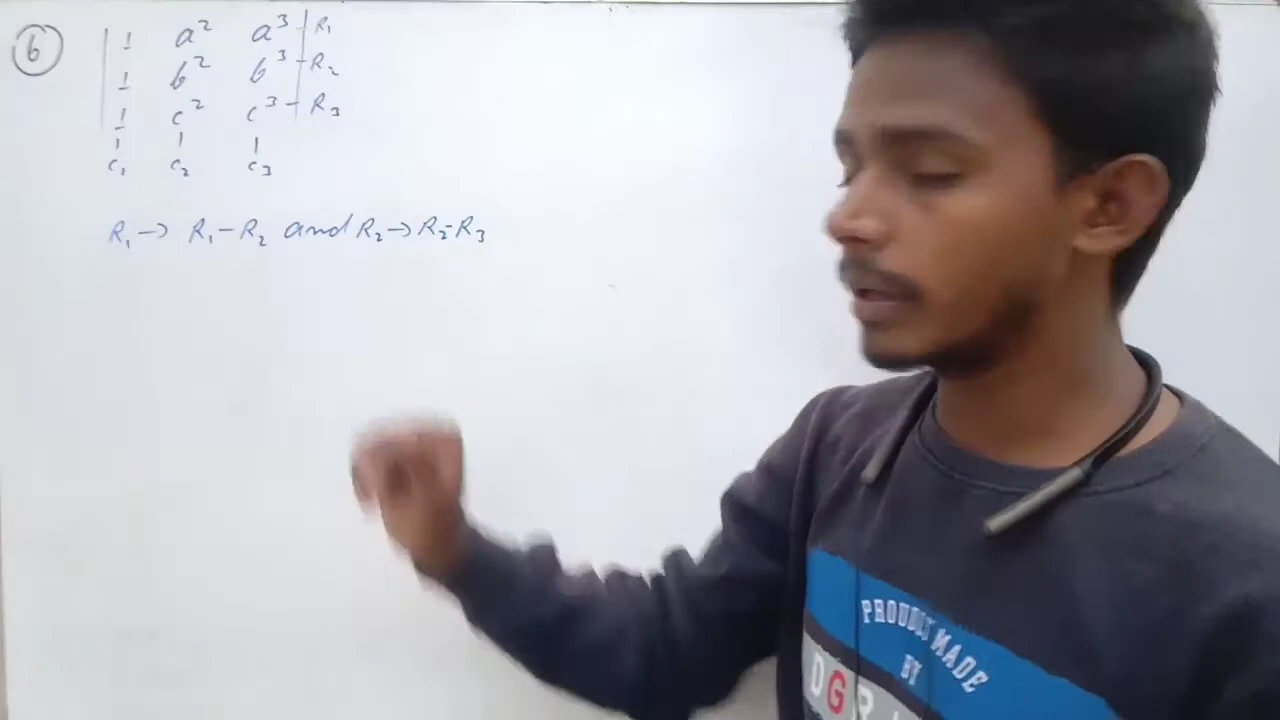 6
1 a² a³ R₁
1 b² b³ R₂
1 c² c³ R₃
c₁ c₂ c₃
R₁ → R₁ - R₂ and R₂ → R₂ - R₃
PROUDLY MADE
BY